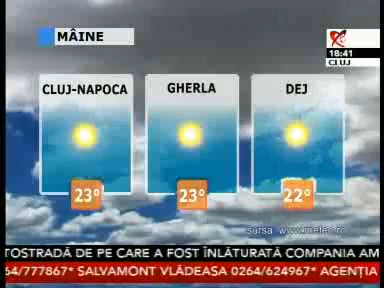 MÂINE
18:41
CLUJ
CLUJ-NAPOCA
GHERLA
DEJ
23°
23°
22°
sursa: www.meteo.ro
TOSTRADĂ DE PE CARE A FOST ÎNLĂTURATĂ COMPANIA AM
64/777867* SALVAMONT VLĂDEASA 0264/624967* AGENȚIA